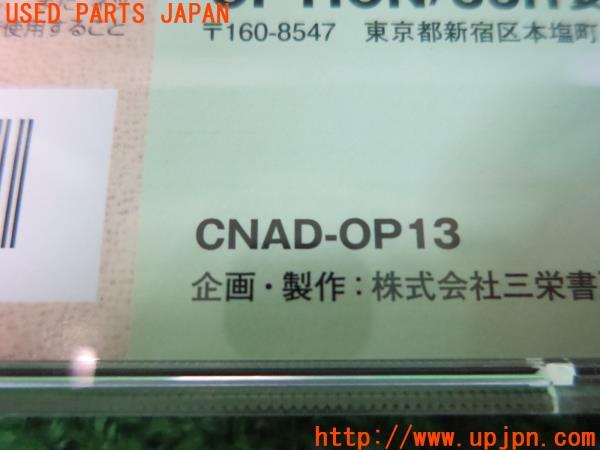 USED PARTS JAPAN
使用すること
〒160-8547 東京都新宿区本塩町
CNAD-OP13
企画・製作：株式会社三栄書
http://www.upjpn.com/